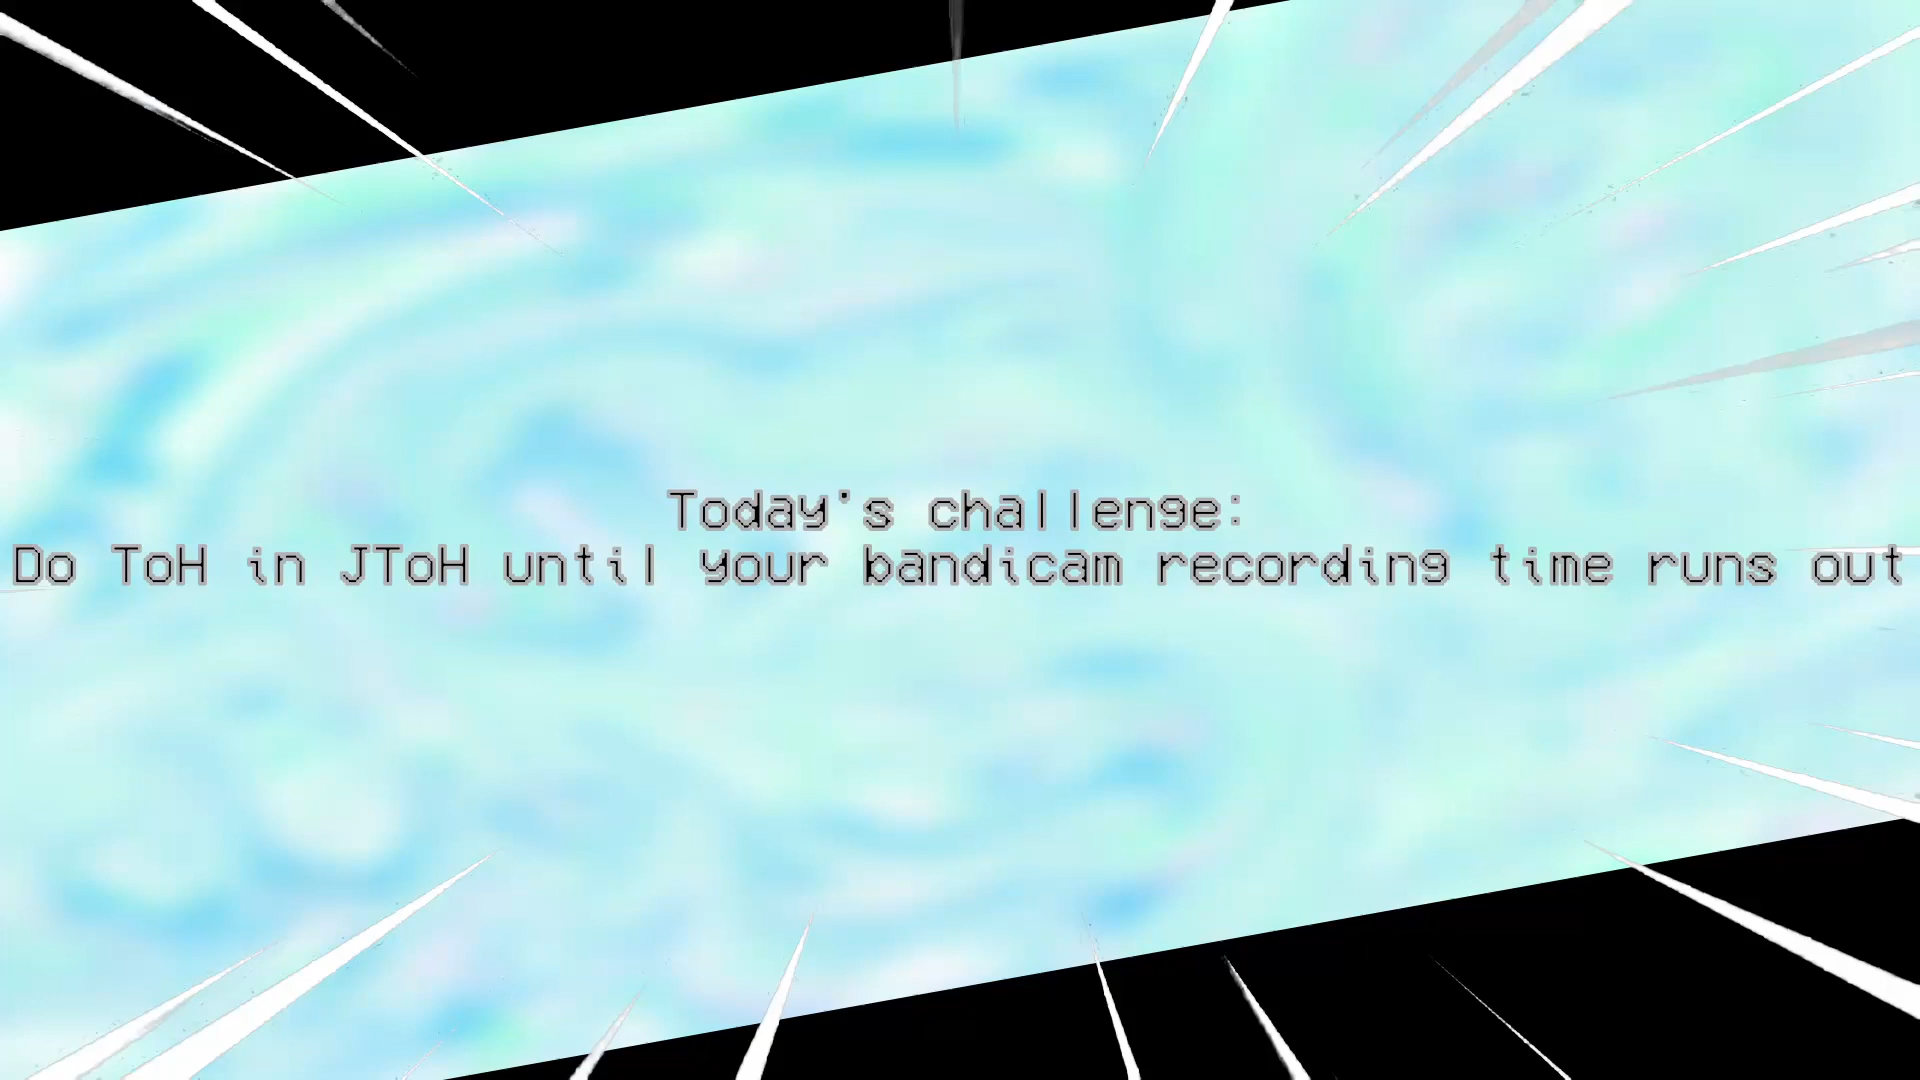 Today's challenge:
Do ToH in JToH until your bandicam recording time runs out